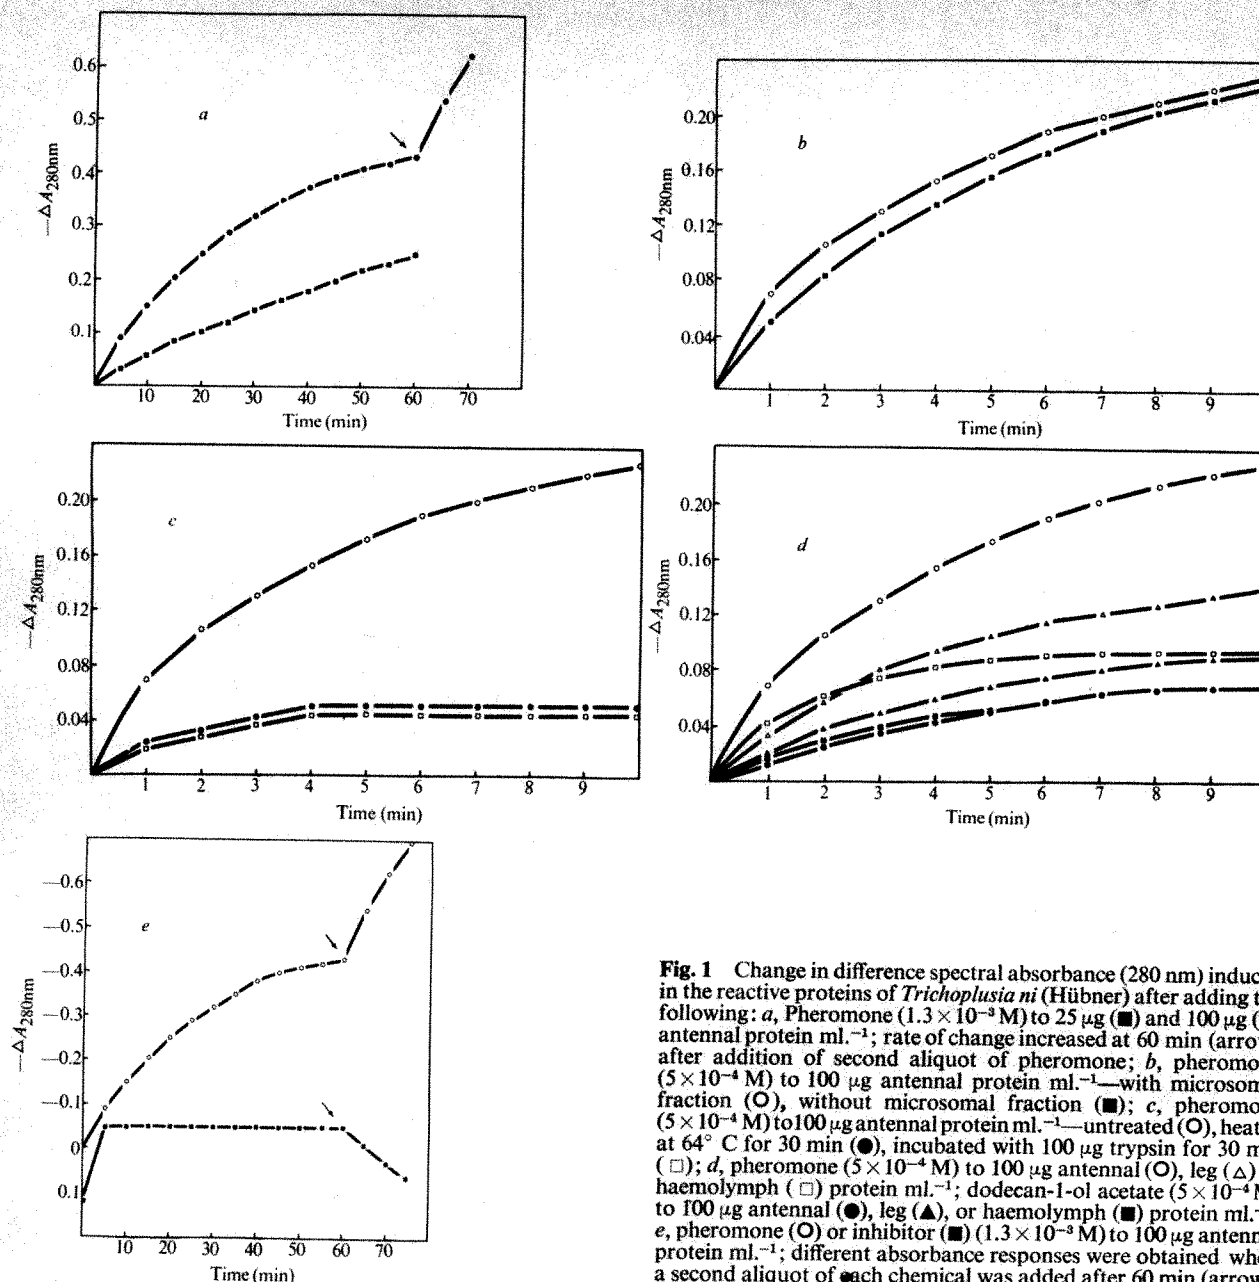 a
0.6
0.5
0.4
0.3
0.2
0.1
—ΔA280nm
10 20 30 40 50 60 70
Time (min)
b
0.20
0.16
0.12
0.08
0.04
—ΔA280nm
1 2 3 4 5 6 7 8 9
Time (min)
c
0.20
0.16
0.12
0.08
0.04
—ΔA280nm
1 2 3 4 5 6 7 8 9
Time (min)
d
0.20
0.16
0.12
0.08
0.04
—ΔA280nm
1 2 3 4 5 6 7 8 9
Time (min)
e
—0.6
—0.5
—0.4
—0.3
—0.2
—0.1
0
0.1
—ΔA280nm
10 20 30 40 50 60 70
Time (min)
Fig. 1 Change in difference spectral absorbance (280 nm)
in the reactive proteins of Trichoplusia ni (Hübner) after adding
following: a, Pheromone (1.3 × 10⁻³ M) to 25 μg (■) and 100 μg
antennal protein ml.⁻¹; rate of change increased at 60 min
after addition of second aliquot of pheromone; b,
(5 × 10⁻⁴ M) to 100 μg antennal protein ml.⁻¹—with
fraction (O), without microsomal fraction (■); c,
(5 × 10⁻⁴ M) to 100 μg antennal protein ml.⁻¹—untreated (O),
at 64° C for 30 min (●), incubated with 100 μg trypsin for 30
(□); d, pheromone (5 × 10⁻⁴ M) to 100 μg antennal (O), leg (△)
haemolymph (□) protein ml.⁻¹; dodecan-1-ol acetate (5 × 10⁻⁴
to 100 μg antennal (●), leg (▲), or haemolymph (■) protein
e, pheromone (O) or inhibitor (■) (1.3 × 10⁻³ M) to 100 μg
protein ml.⁻¹; different absorbance responses were obtained
a second aliquot of each chemical was added after 60 min